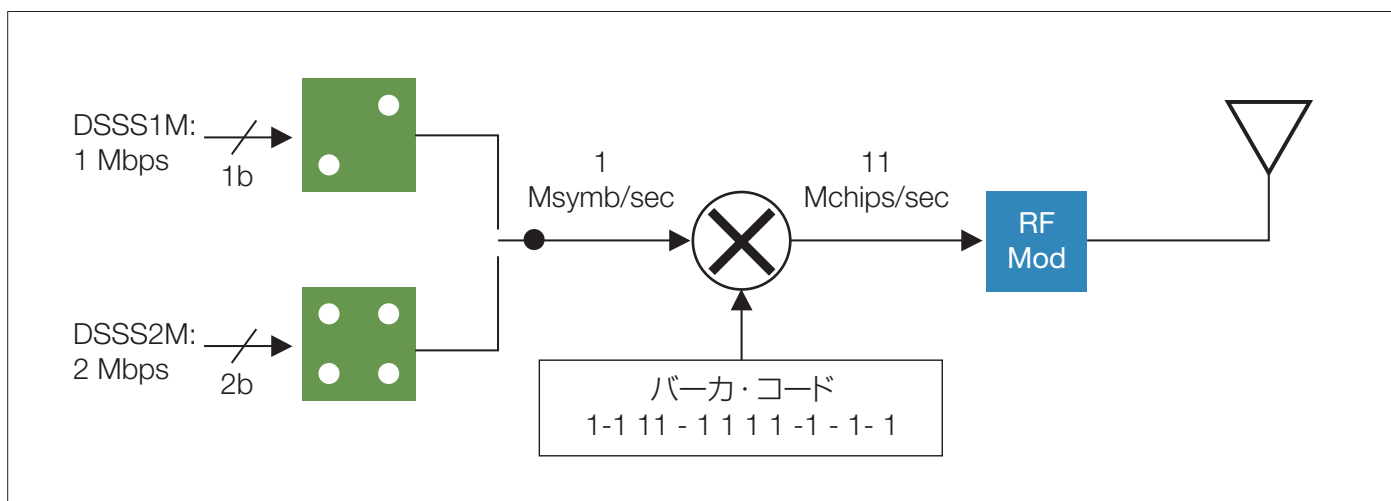 DSSS1M:
1 Mbps
1b
DSSS2M:
2 Mbps
2b
1
Msymb/sec
11
Mchips/sec
RF
Mod
バーカ・コード
1-1 11 - 1 1 1 1 -1 - 1- 1